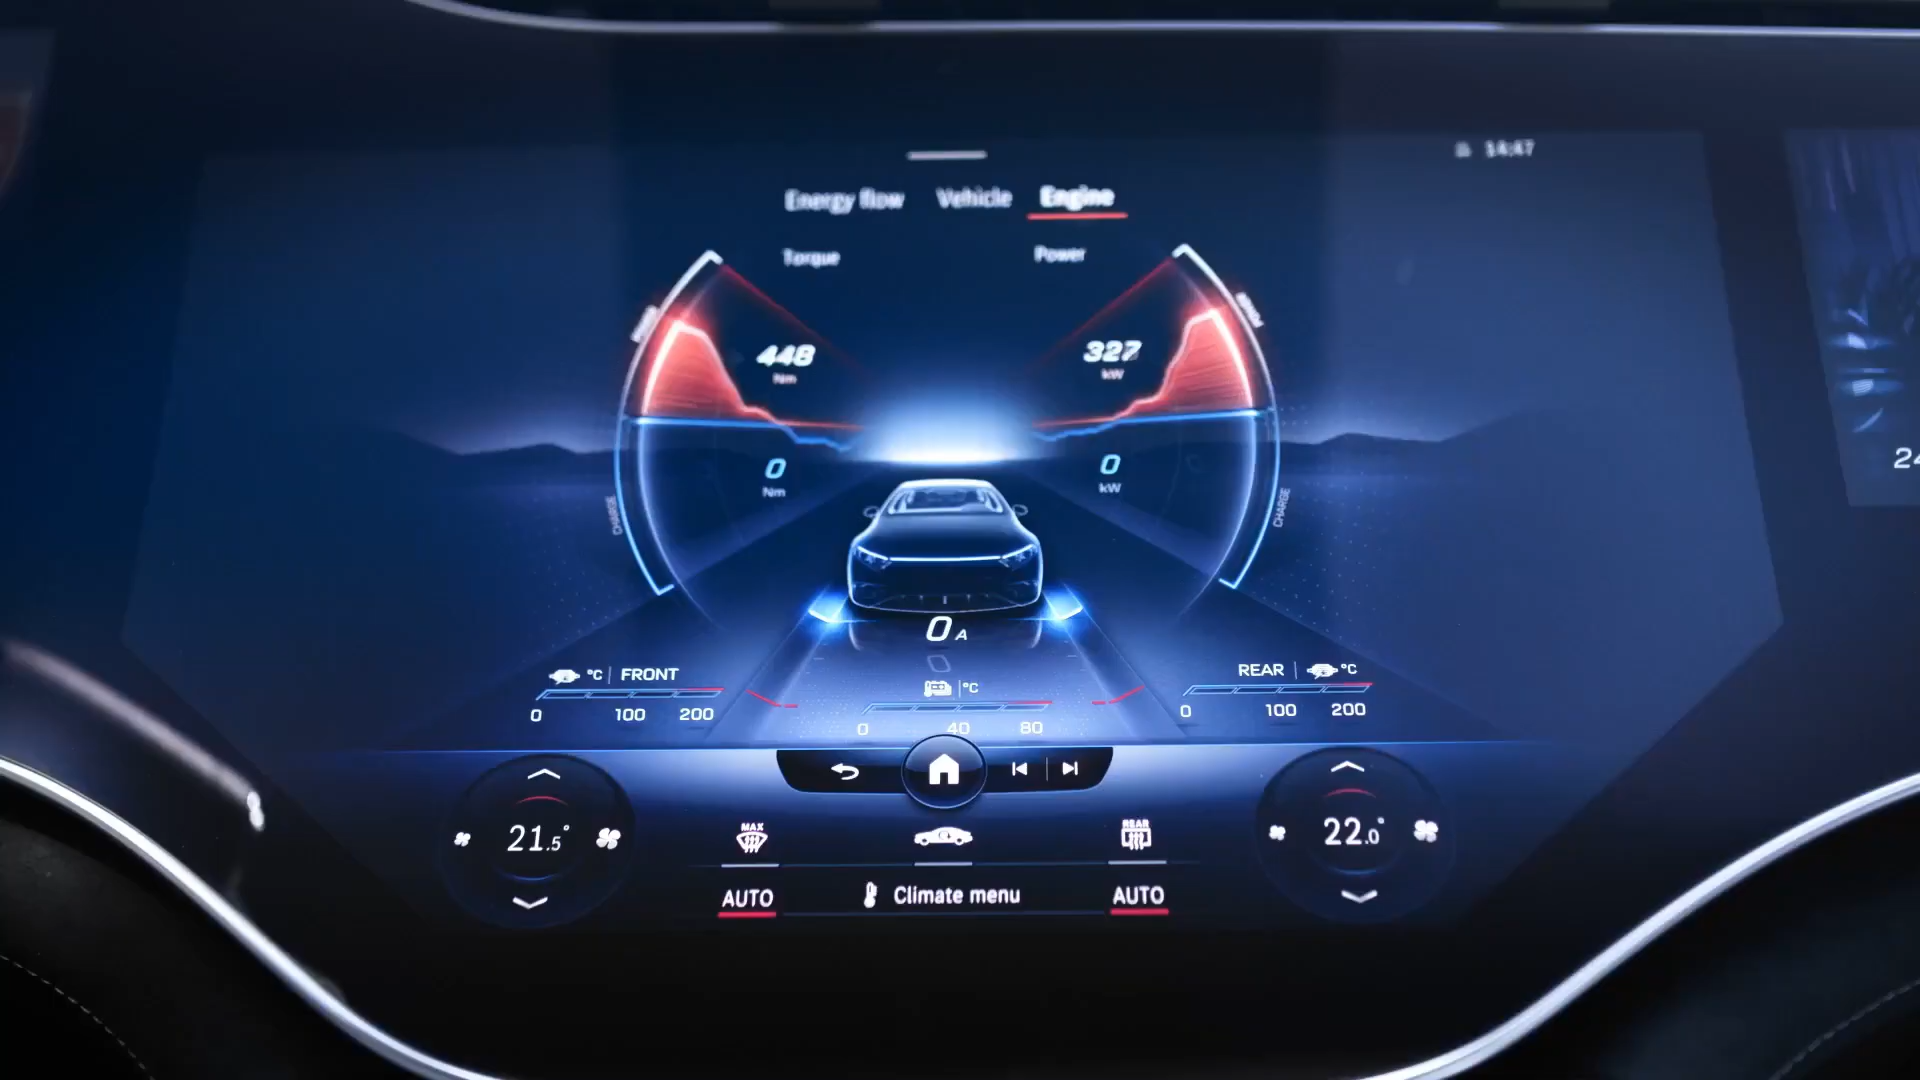 14:47
Energy flow Vehicle Engine
Torque Power
448 327
Nm kW
0 0
Nm kW
CHARGE CHARGE
0 A
0
°C FRONT REAR °C
°C
0 100 200 0 40 80 0 100 200
MAX REAR
21.5° 22.0°
AUTO Climate menu AUTO
24